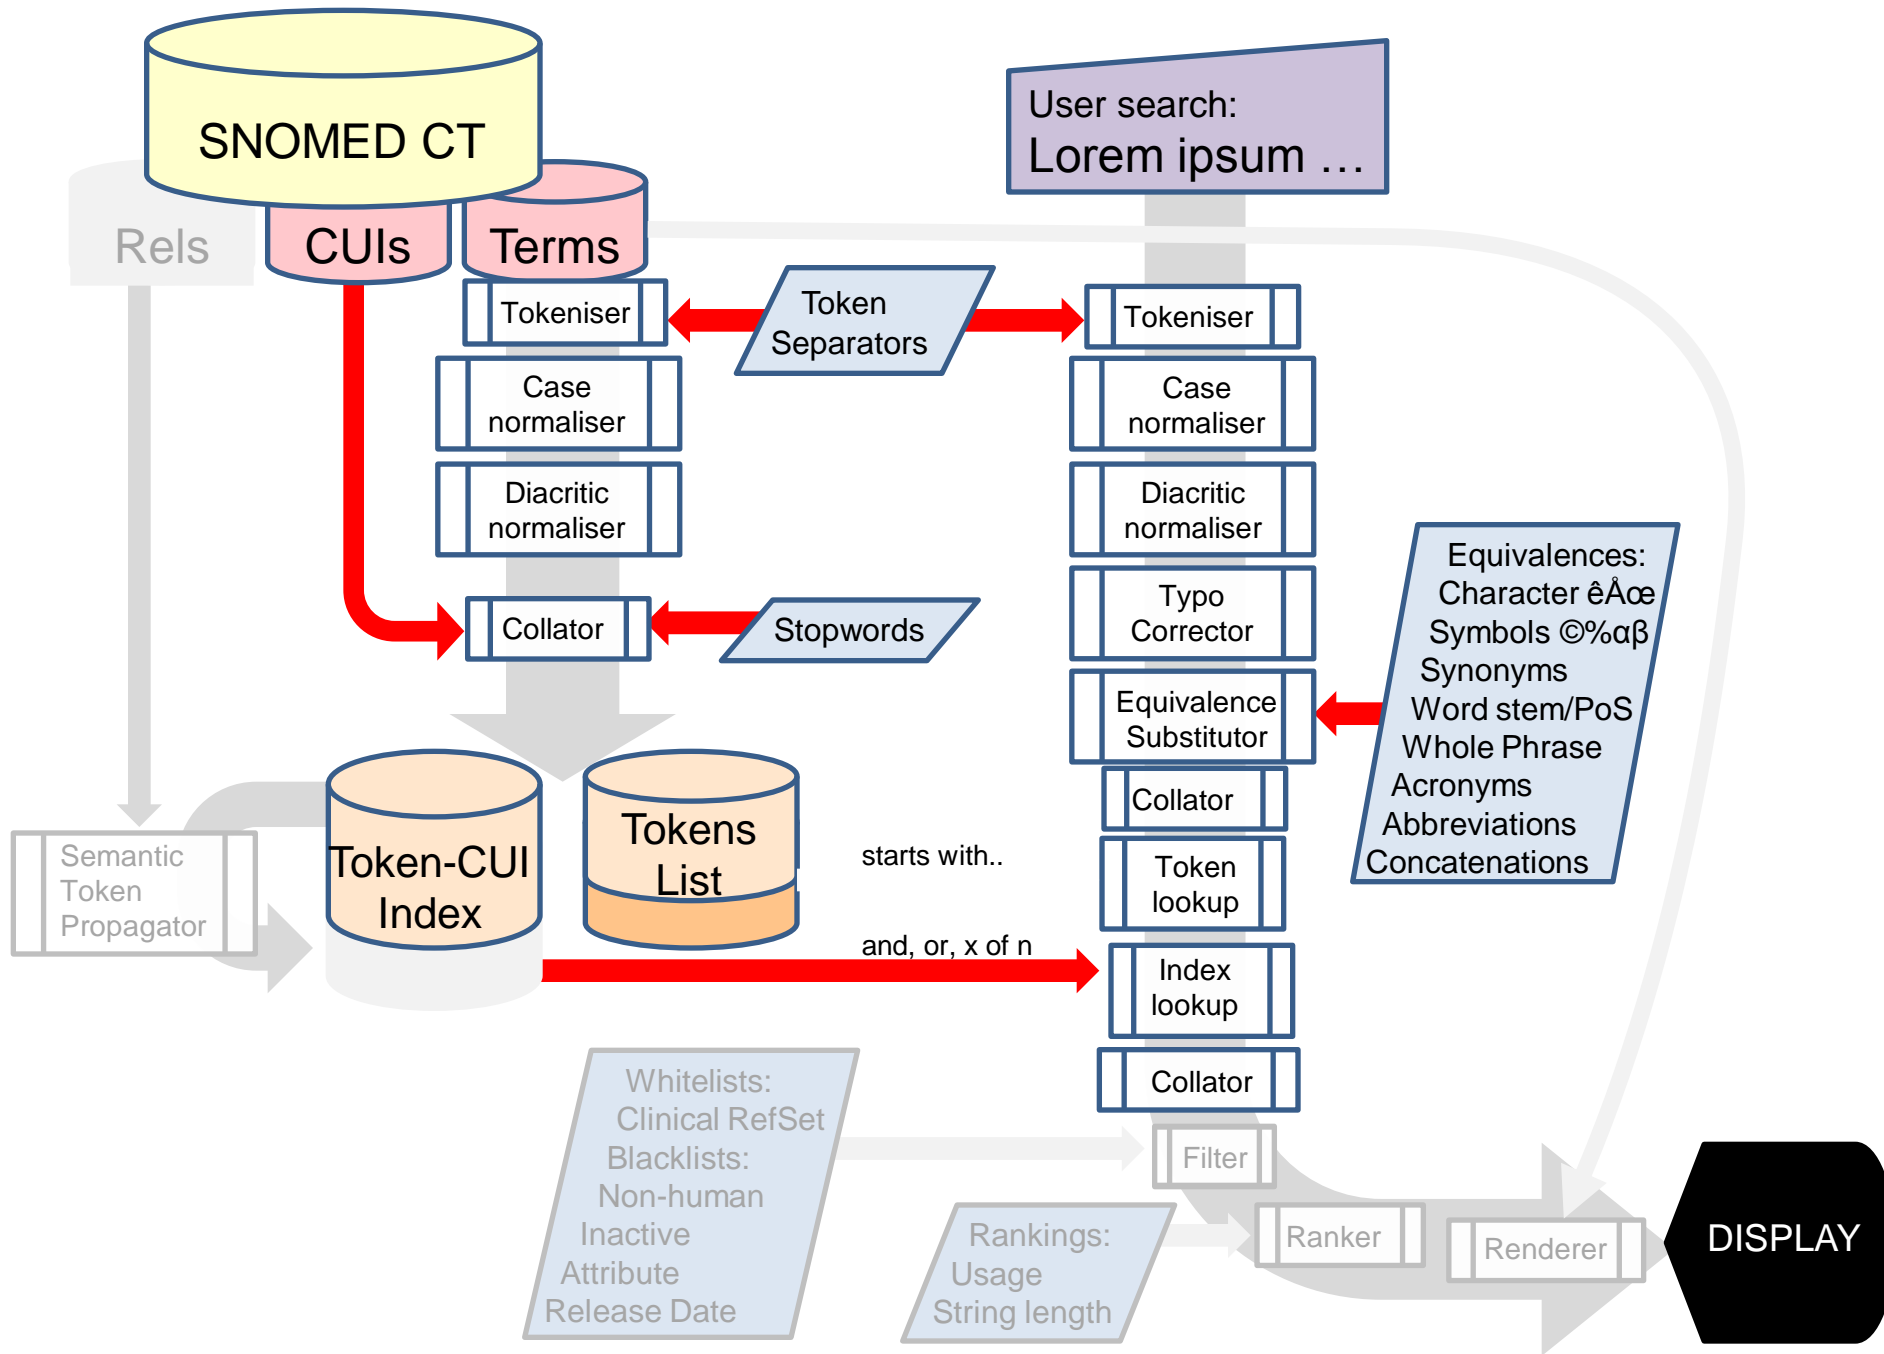 SNOMED CT
User search:
Lorem ipsum ...
Rels
CUIs
Terms
Tokeniser
Token
Separators
Tokeniser
Case
normaliser
Case
normaliser
Diacritic
normaliser
Diacritic
normaliser
Typo
Corrector
Collator
Stopwords
Equivalence
Substitutor
Equivalences:
Character êÅœ
Symbols ©%αβ
Synonyms
Word stem/PoS
Whole Phrase
Acronyms
Abbreviations
Concatenations
Collator
Semantic
Token
Propagator
Token-CUI
Index
Tokens
List
starts with..
Token
lookup
and, or, x of n
Index
lookup
Collator
Whitelists:
Clinical RefSet
Blacklists:
Non-human
Inactive
Attribute
Release Date
Filter
Rankings:
Usage
String length
Ranker
Renderer
DISPLAY